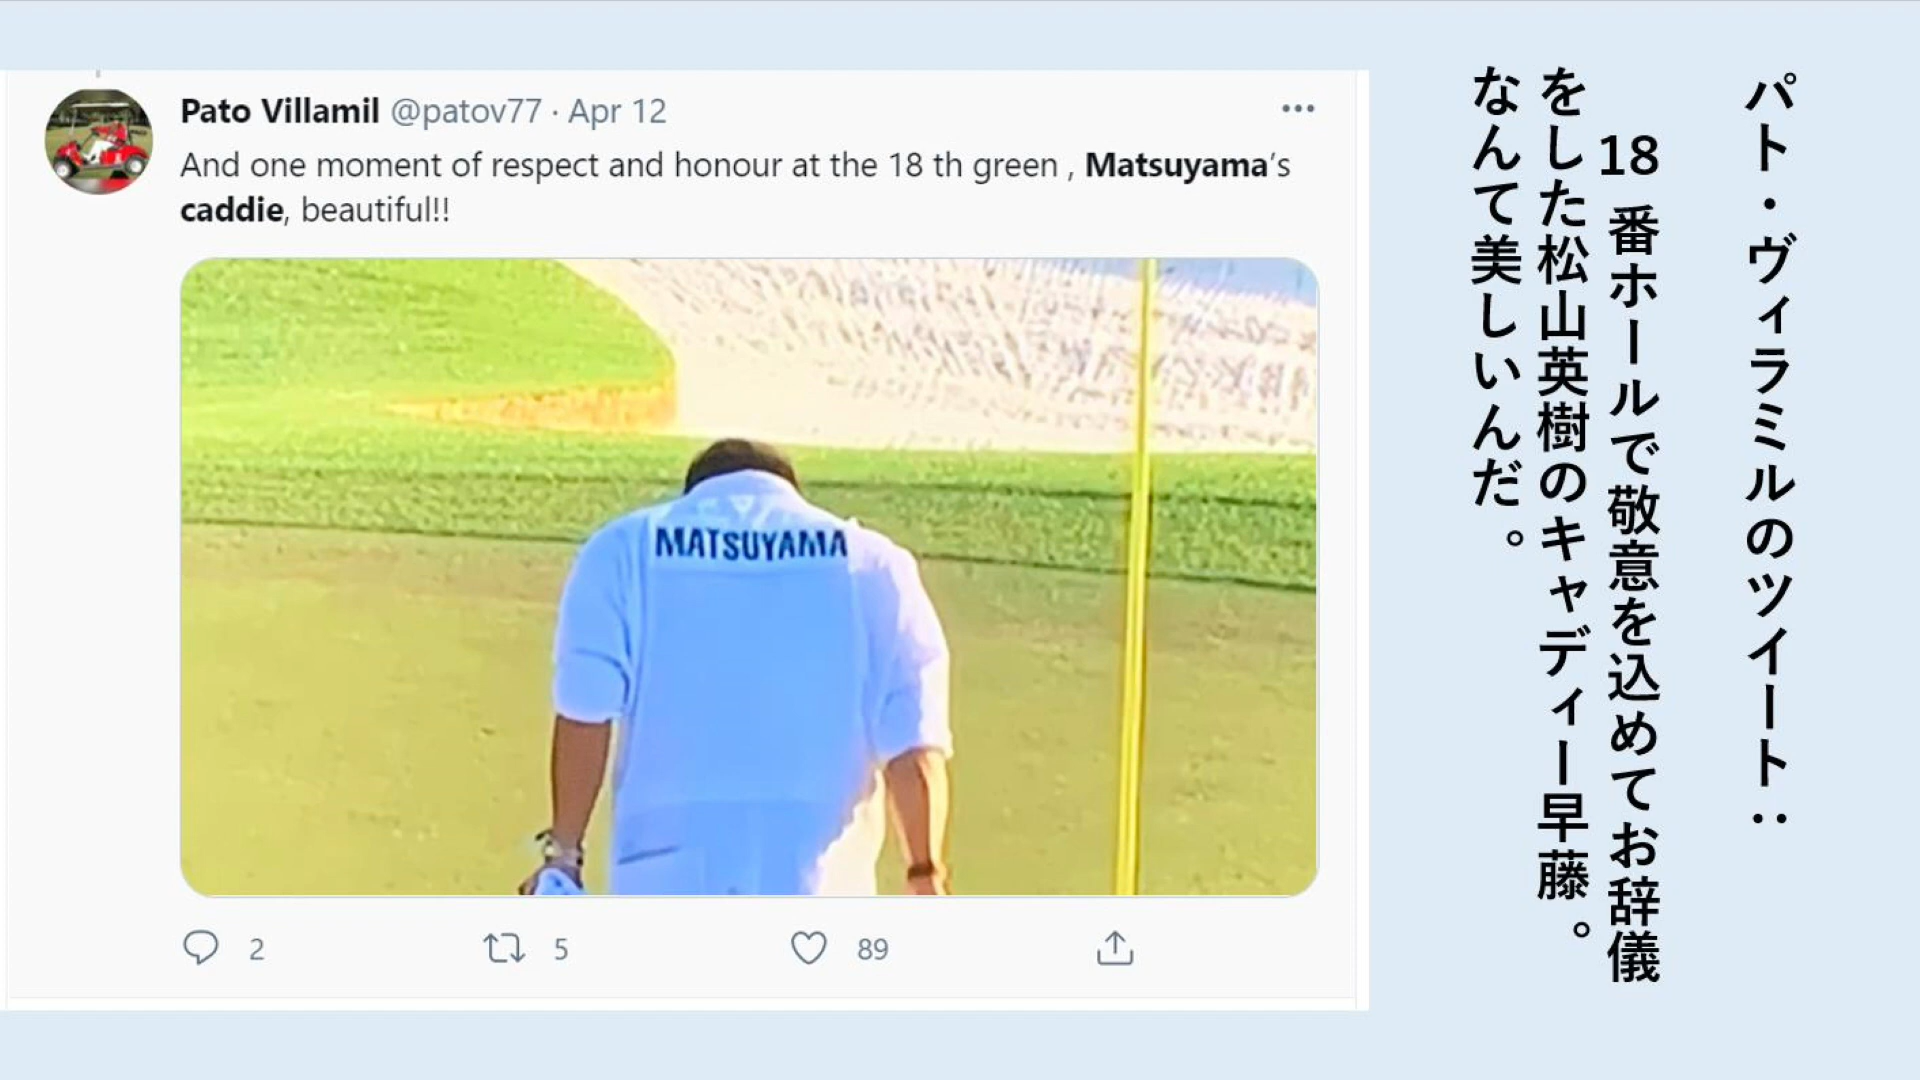 Pato Villamil @patov77 · Apr 12
And one moment of respect and honour at the 18 th green , Matsuyama's
caddie, beautiful!!
MATSUYAMA
2 5 89
パト・ヴィラミルのツイート:
18番ホールで敬意を込めてお辞儀
をした松山英樹のキャディー早藤。
なんて美しいんだ。